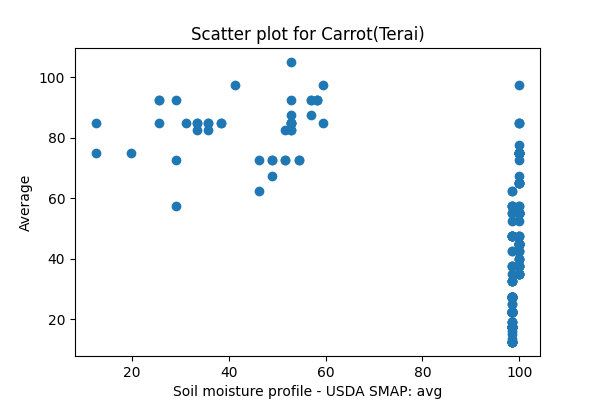 Scatter plot for Carrot(Terai)
Average
100
80
60
40
20
20 40 60 80 100
Soil moisture profile - USDA SMAP: avg